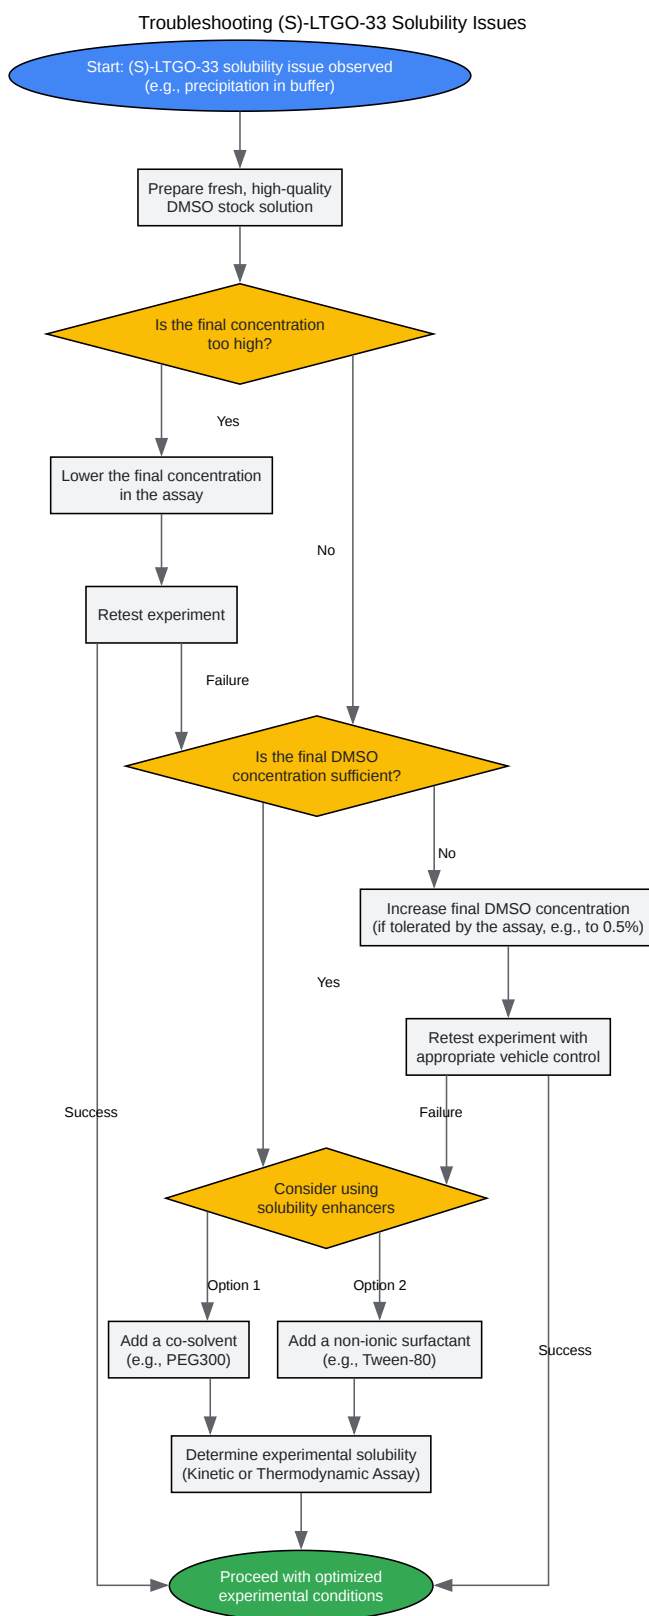 Troubleshooting (S)-LTGO-33 Solubility Issues
Start: (S)-LTGO-33 solubility issue observed
(e.g., precipitation in buffer)
Prepare fresh, high-quality
DMSO stock solution
Is the final concentration
too high?
Yes
Lower the final concentration
in the assay
No
Retest experiment
Failure
Is the final DMSO
concentration sufficient?
No
Increase final DMSO concentration
(if tolerated by the assay, e.g., to 0.5%)
Yes
Retest experiment with
appropriate vehicle control
Success
Failure
Consider using
solubility enhancers
Option 1
Option 2
Add a co-solvent
(e.g., PEG300)
Add a non-ionic surfactant
(e.g., Tween-80)
Success
Determine experimental solubility
(Kinetic or Thermodynamic Assay)
Proceed with optimized
experimental conditions